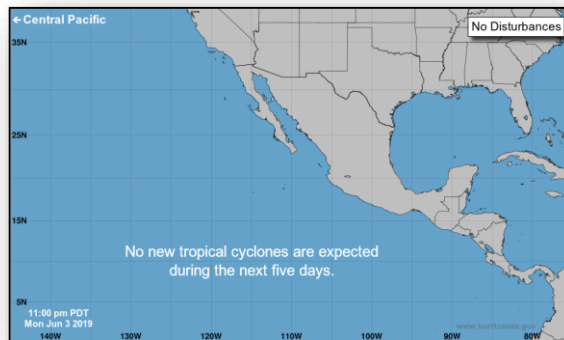 ← Central Pacific
No Disturbances
35N
25N
15N
No new tropical cyclones are expected
during the next five days.
5N
11:00 pm PDT
Mon Jun 3 2019
www.hurricanes.gov
140W 130W 120W 110W 100W 90W 80W